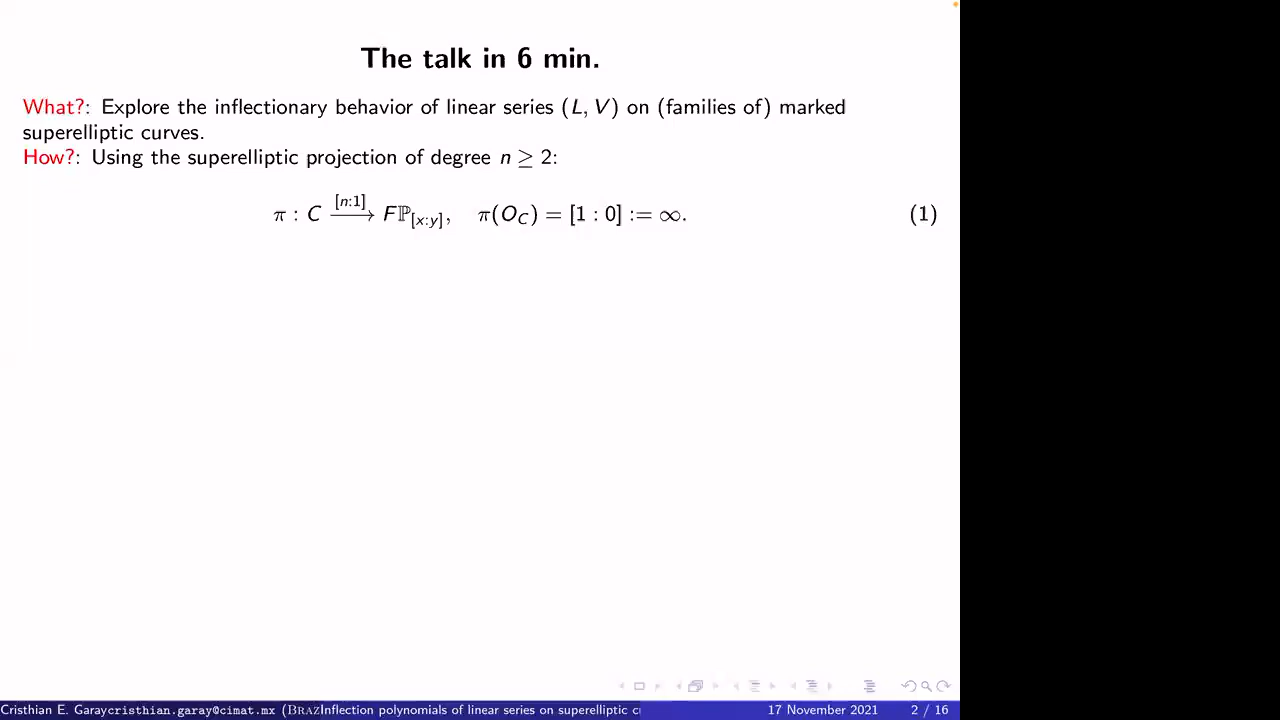 The talk in 6 min.
What?: Explore the inflectionary behavior of linear series (L, V) on (families of) marked
superelliptic curves.
How?: Using the superelliptic projection of degree n ≥ 2:
π : C [n:1]⟶ Fℙ[x:y], π(O_C) = [1 : 0] := ∞. (1)
Cristhian E. Garaycristhian.garay@cimat.mx (BrazInflection polynomials of linear series on superelliptic c 17 November 2021 2 / 16